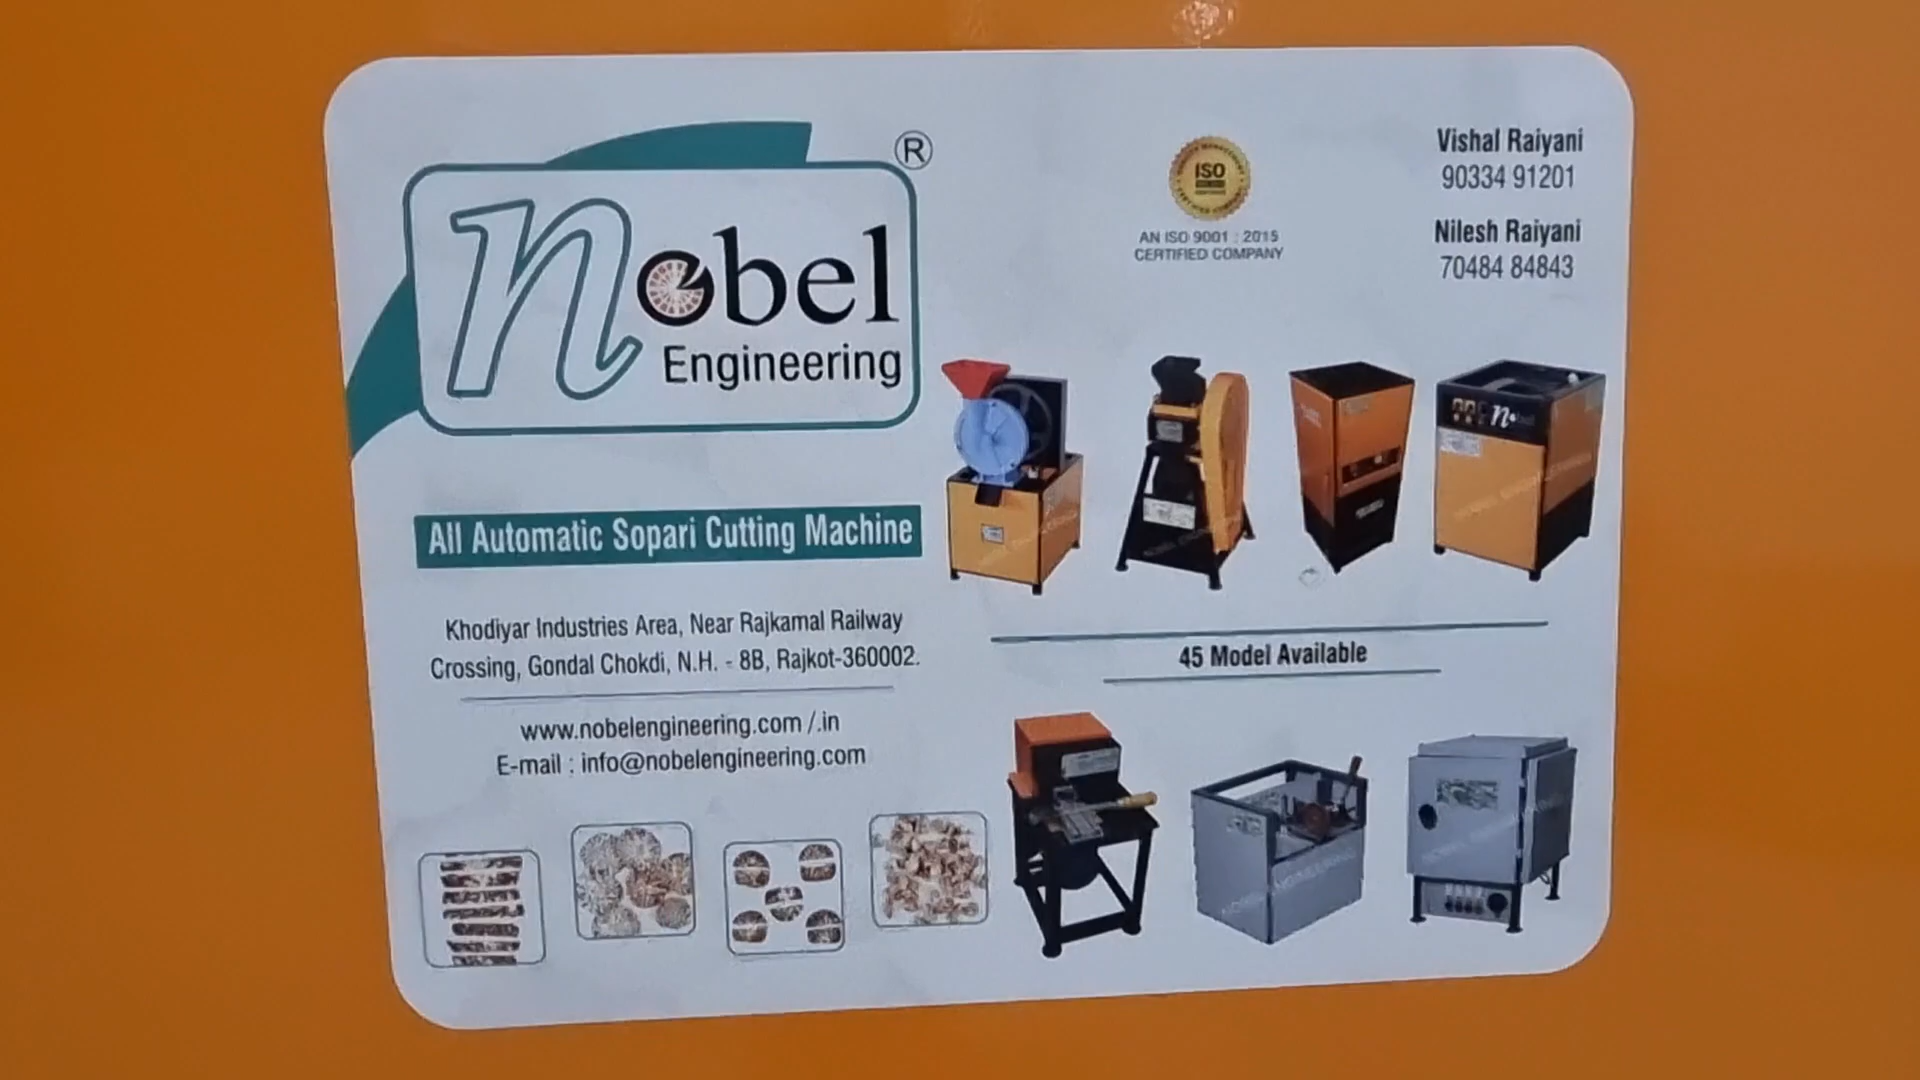 nobel ®
Engineering
All Automatic Sopari Cutting Machine
Khodiyar Industries Area, Near Rajkamal Railway
Crossing, Gondal Chokdi, N.H. - 8B, Rajkot-360002.
www.nobelengineering.com /.in
E-mail : info@nobelengineering.com
ISO
AN ISO 9001 : 2015
CERTIFIED COMPANY
Vishal Raiyani
90334 91201
Nilesh Raiyani
70484 84843
nobel
45 Model Available